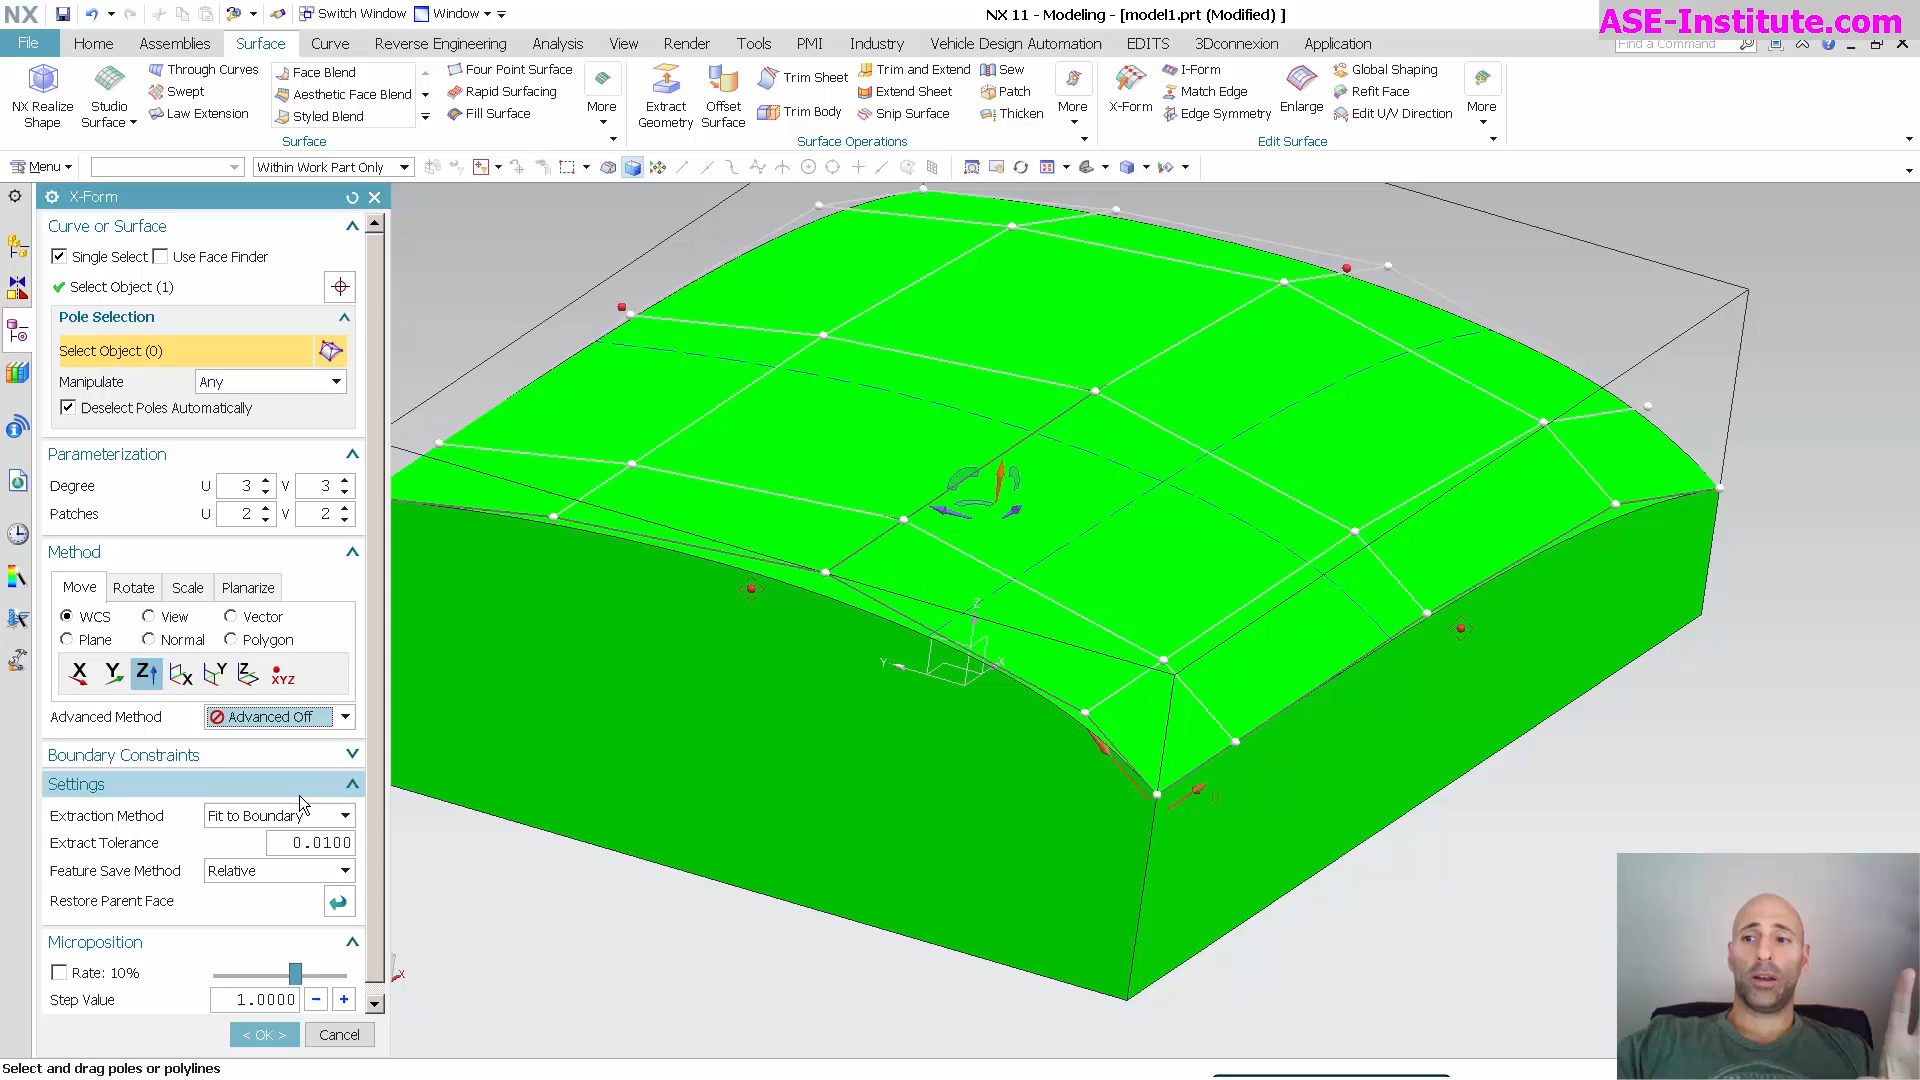 NX
Switch Window
Window
NX 11 - Modeling - [model1.prt (Modified) ]
ASE-Institute.com
File
Home
Assemblies
Surface
Curve
Reverse Engineering
Analysis
View
Render
Tools
PMI
Industry
Vehicle Design Automation
EDITS
3Dconnexion
Application
Find a Command
NX Realize
Shape
Studio
Surface
Through Curves
Swept
Law Extension
Face Blend
Aesthetic Face Blend
Styled Blend
Four Point Surface
Rapid Surfacing
Fill Surface
More
Surface
Extract
Geometry
Offset
Surface
Trim Sheet
Trim Body
Trim and Extend
Extend Sheet
Snip Surface
Sew
Patch
Thicken
More
Surface Operations
X-Form
I-Form
Match Edge
Edge Symmetry
Enlarge
Global Shaping
Refit Face
Edit U/V Direction
More
Edit Surface
Menu
Within Work Part Only
X-Form
Curve or Surface
Single Select
Use Face Finder
Select Object (1)
Pole Selection
Select Object (0)
Manipulate
Any
Deselect Poles Automatically
Parameterization
Degree U 3 V 3
Patches U 2 V 2
Method
Move
Rotate
Scale
Planarize
WCS
View
Vector
Plane
Normal
Polygon
X
Y
Z
X
Y
Z
XYZ
Advanced Method
Advanced Off
Boundary Constraints
Settings
Extraction Method
Fit to Boundary
Extract Tolerance
0.0100
Feature Save Method
Relative
Restore Parent Face
Microposition
Rate: 10%
Step Value
1.0000
- +
< OK >
Cancel
Z
Y
X
U
X
Select and drag poles or polylines